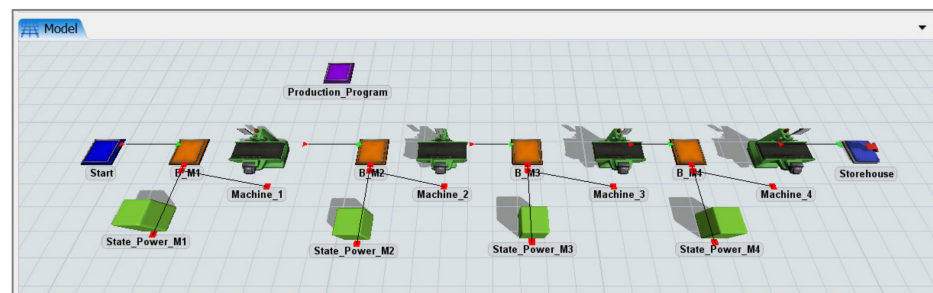 Model
Production_Program
Start
B_M1
Machine_1
B_M2
Machine_2
B_M3
Machine_3
B_M4
Machine_4
Storehouse
State_Power_M1
State_Power_M2
State_Power_M3
State_Power_M4